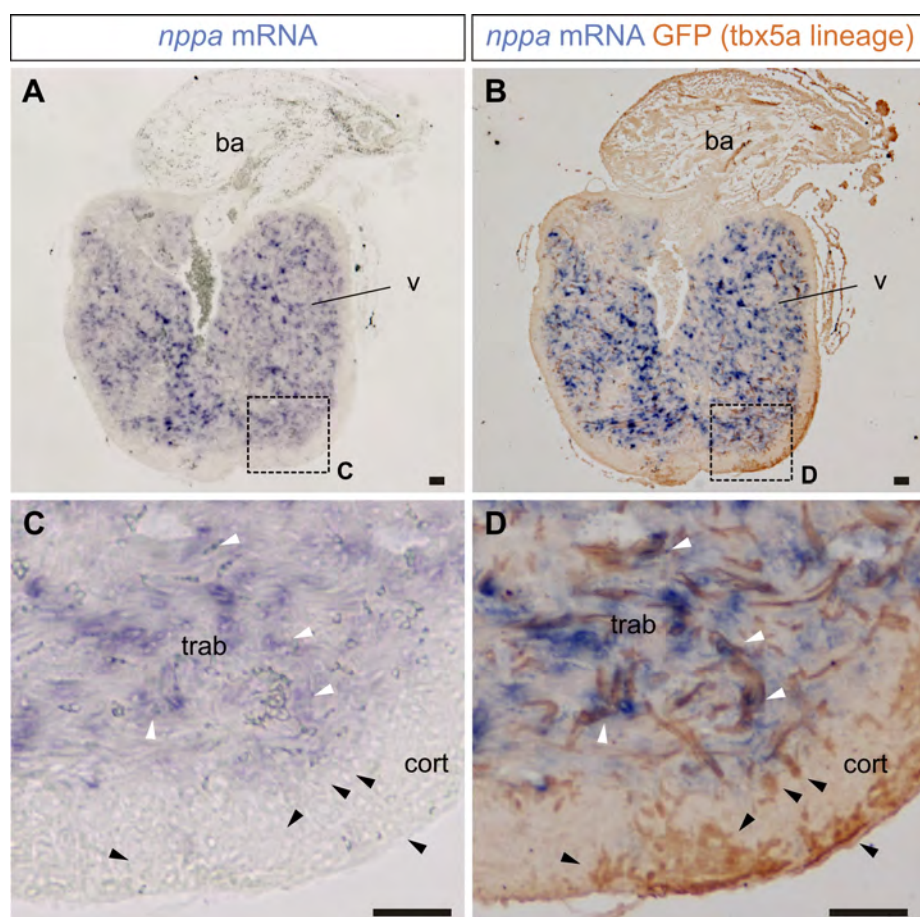 nppa mRNA
nppa mRNA GFP (tbx5a lineage)
A
ba
v
C
B
ba
v
D
C
trab
cort
D
trab
cort